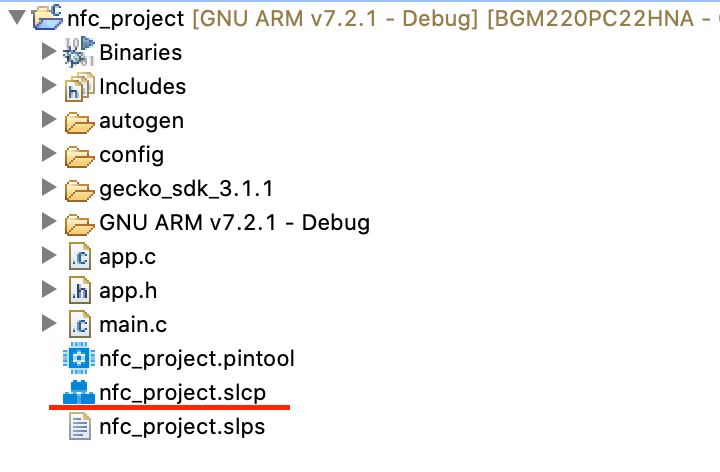 nfc_project [GNU ARM v7.2.1 - Debug] [BGM220PC22HNA -
Binaries
Includes
autogen
config
gecko_sdk_3.1.1
GNU ARM v7.2.1 - Debug
app.c
app.h
main.c
nfc_project.pintool
nfc_project.slcp
nfc_project.slps